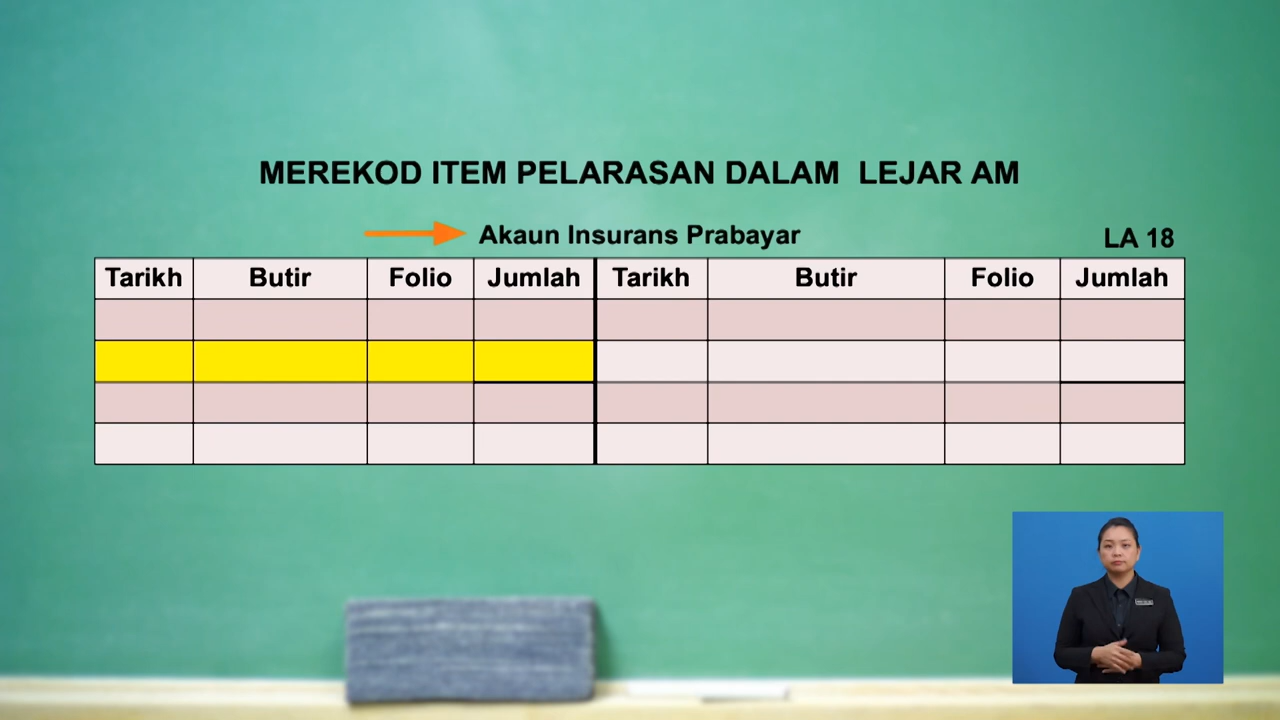 MEREKOD ITEM PELARASAN DALAM LEJAR AM
Akaun Insurans Prabayar
LA 18
Tarikh Butir Folio Jumlah Tarikh Butir Folio Jumlah